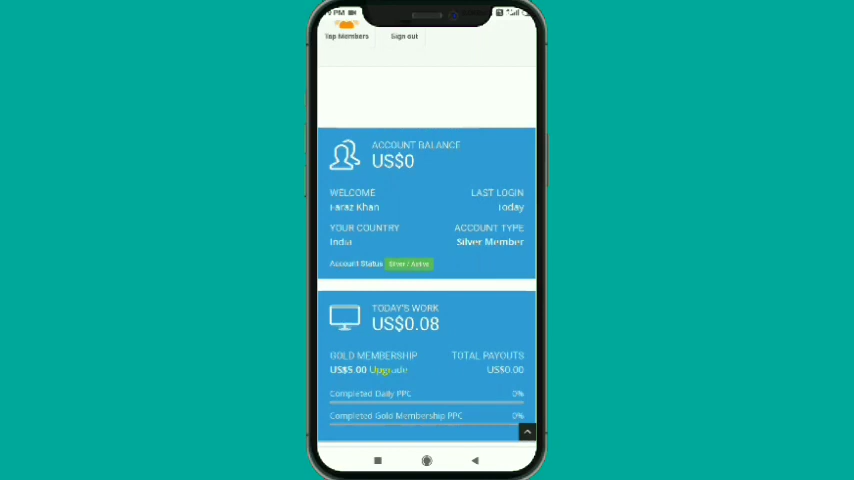 9 PM
Top Members Sign out
ACCOUNT BALANCE
US$0
WELCOME LAST LOGIN
Faraz Khan Today
YOUR COUNTRY ACCOUNT TYPE
India Silver Member
Account Status Silver / Active
TODAY'S WORK
US$0.08
GOLD MEMBERSHIP TOTAL PAYOUTS
US$5.00 Upgrade US$0.00
Completed Daily PPC 0%
Completed Gold Membership PPC 0%